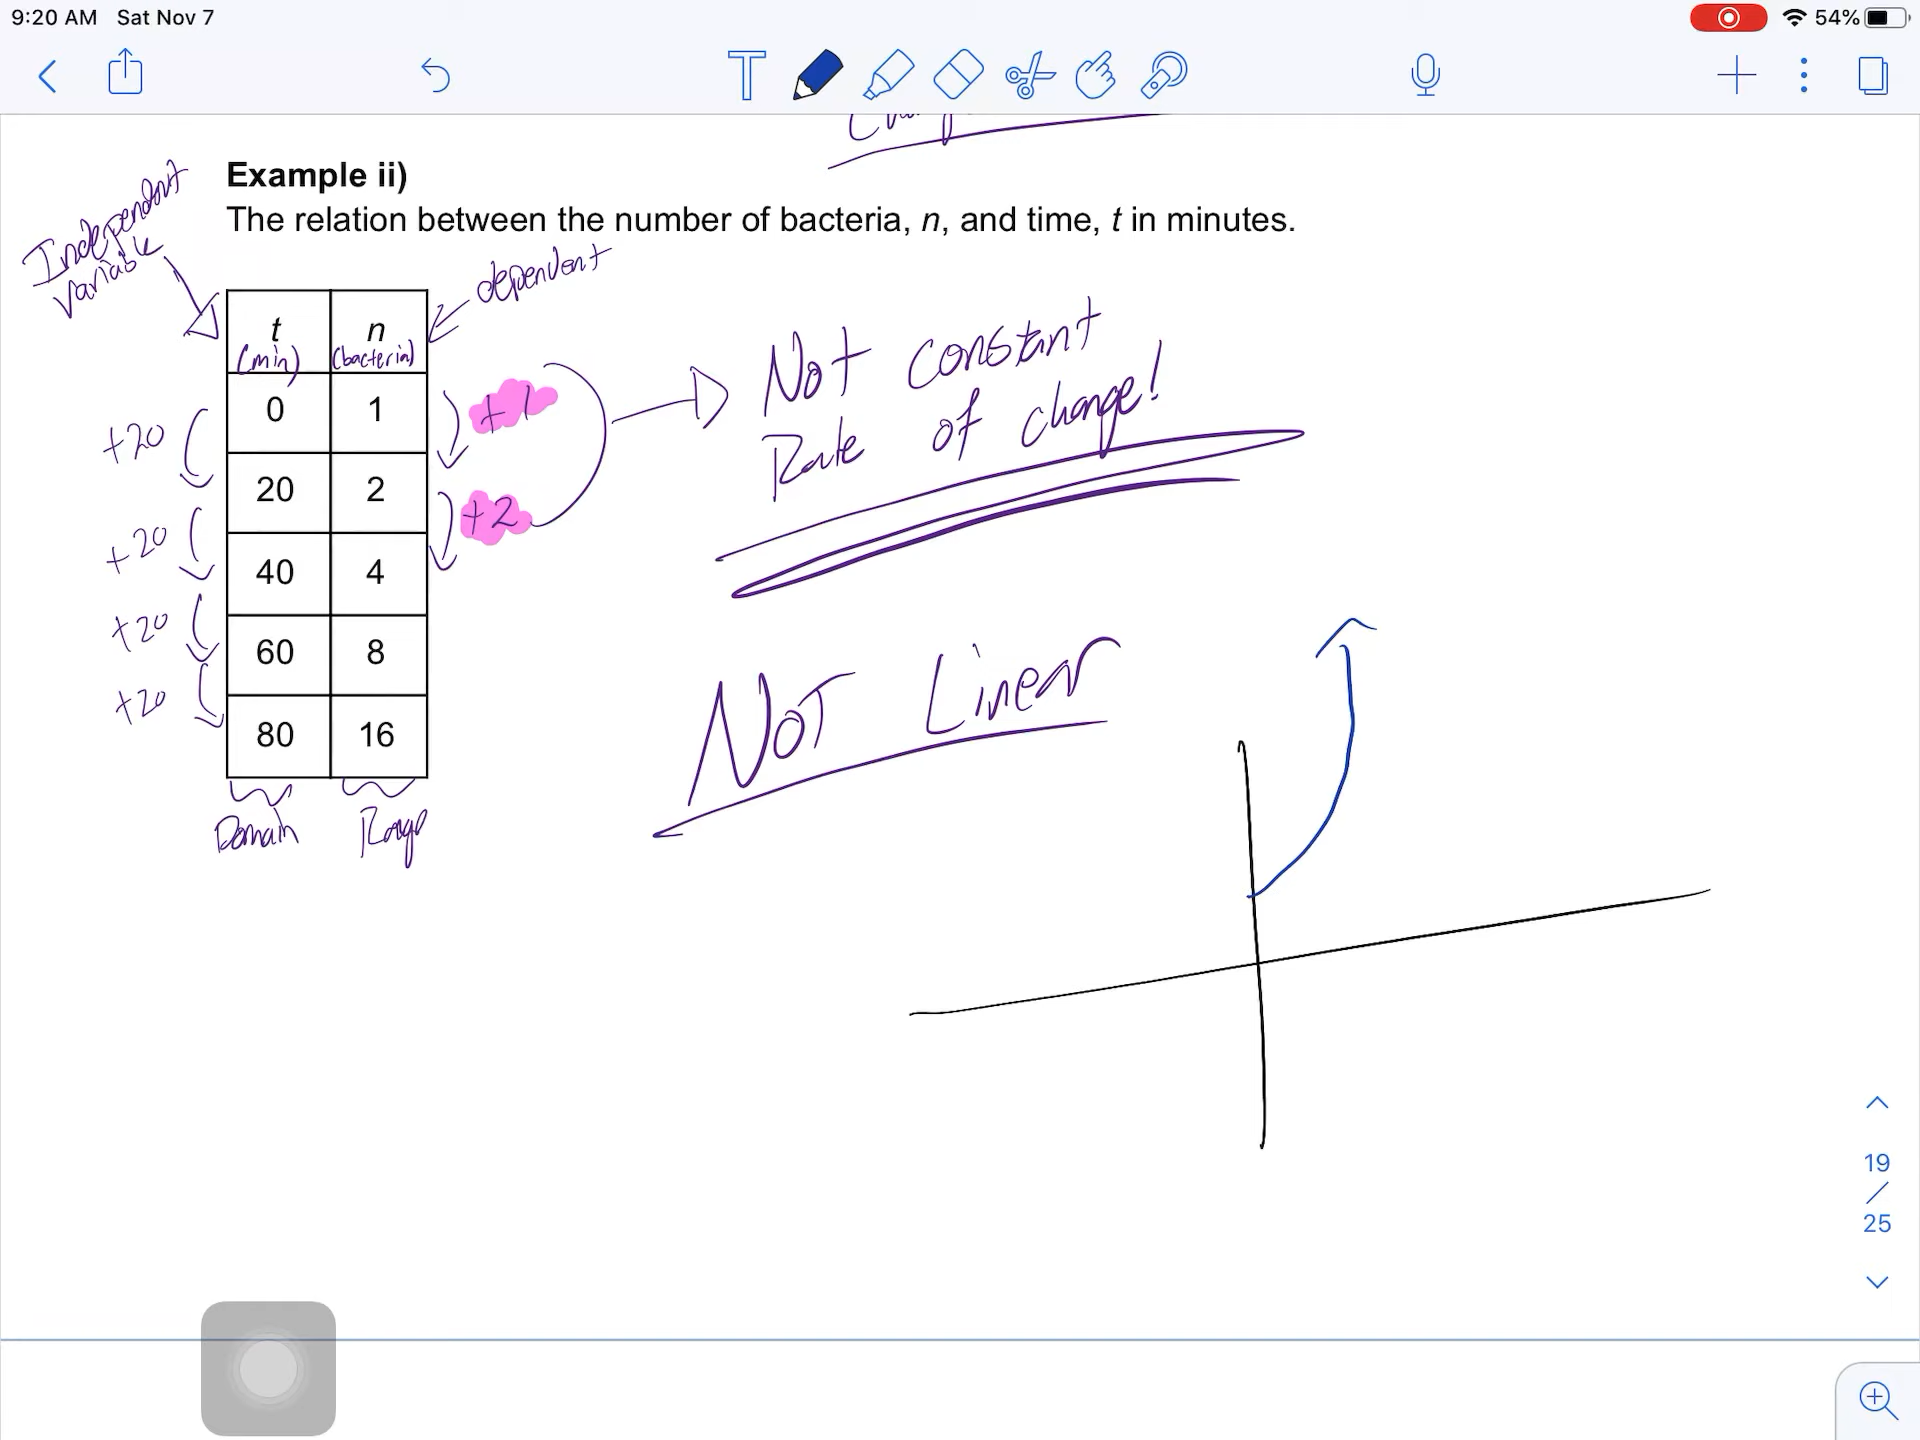 9:20 AM Sat Nov 7
54%
T
Example ii)
The relation between the number of bacteria, n, and time, t in minutes.
Independent
variable
dependent
t n
(min) (bacteria)
0 1
20 2
40 4
60 8
80 16
+20
+20
+20
+20
+1
+2
Domain Range
Not constant
Rate of change!
NOT Linear
19
/
25